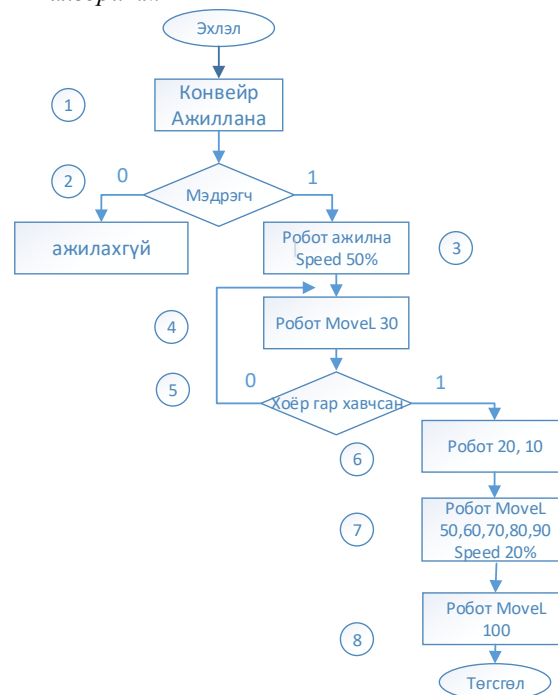 Эхлэл
1
Конвейр
Ажиллана
2
0
1
Мэдрэгч
ажилахгүй
Робот ажилна
Speed 50%
3
4
Робот MoveL 30
5
0
1
Хоёр гар хавчсан
6
Робот 20, 10
7
Робот MoveL
50,60,70,80,90
Speed 20%
8
Робот MoveL
100
Төгсгөл